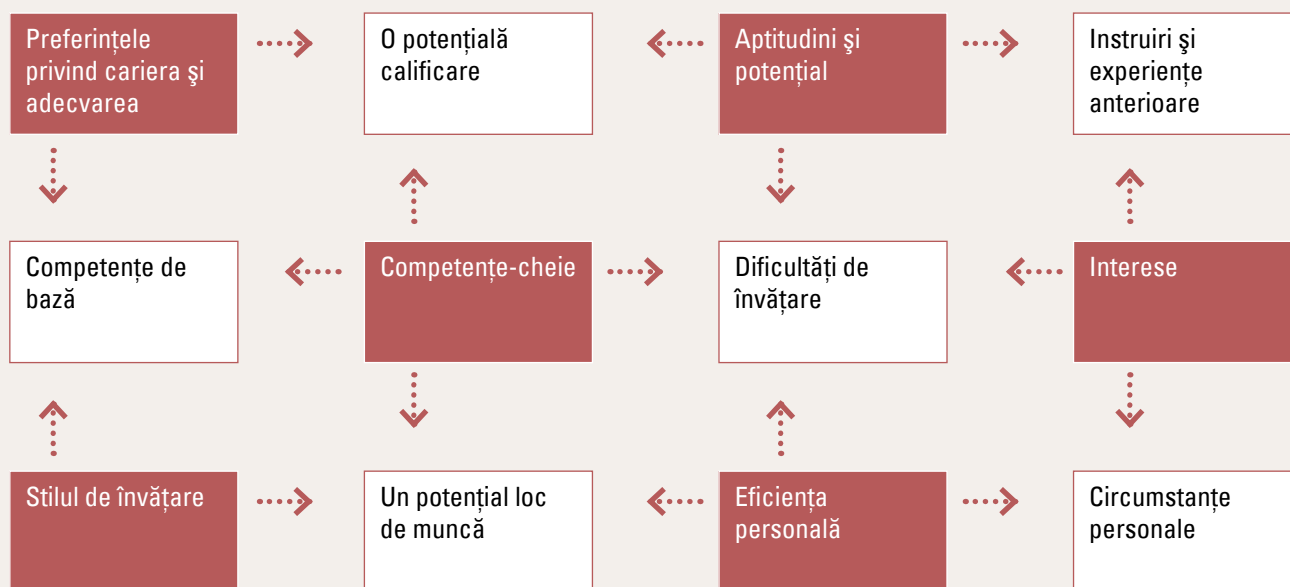 Preferințele
privind cariera şi
adecvarea
O potențială
calificare
Aptitudini şi
potențial
Instruiri şi
experiențe
anterioare
Competențe de
bază
Competențe-cheie
Dificultăți de
învățare
Interese
Stilul de învățare
Un potențial loc
de muncă
Eficiența
personală
Circumstanțe
personale